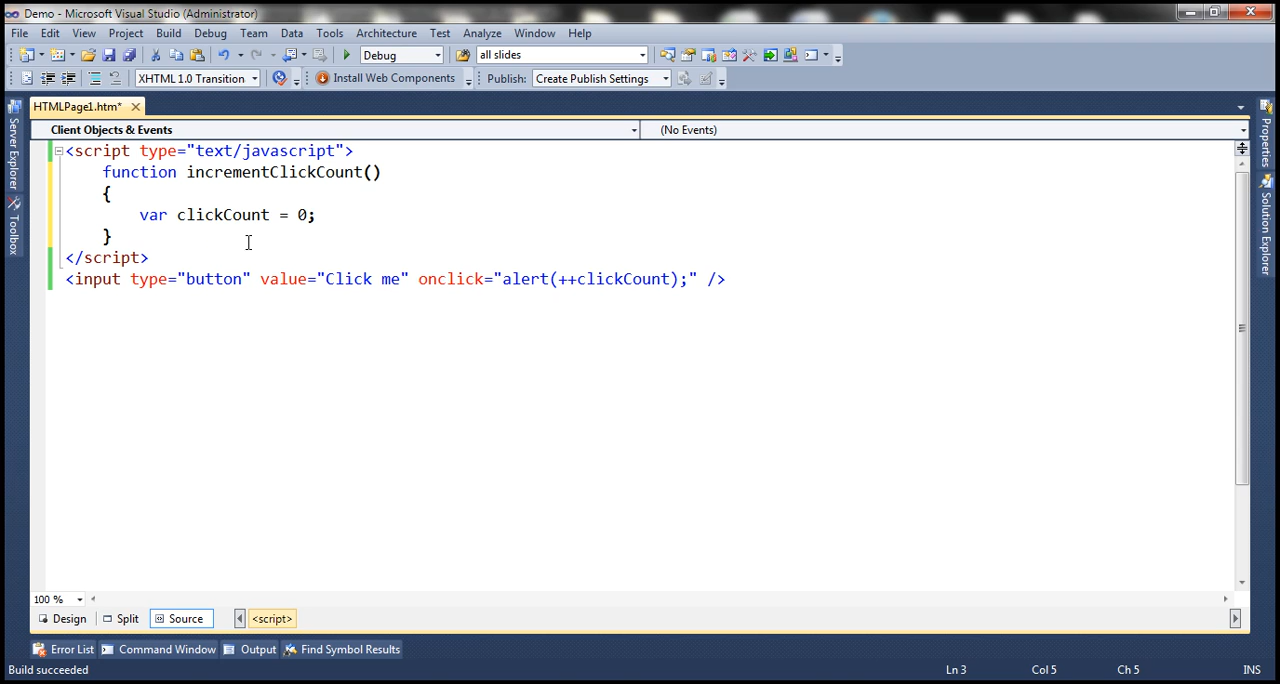 Demo - Microsoft Visual Studio (Administrator)
File Edit View Project Build Debug Team Data Tools Architecture Test Analyze Window Help
Debug all slides
XHTML 1.0 Transition Install Web Components Publish: Create Publish Settings
HTMLPage1.htm*
Client Objects & Events (No Events)
<script type="text/javascript">
function incrementClickCount()
{
var clickCount = 0;
}
</script>
<input type="button" value="Click me" onclick="alert(++clickCount);" />
Server Explorer
Toolbox
Properties
Solution Explorer
100 %
Design Split Source <script>
Error List Command Window Output Find Symbol Results
Build succeeded Ln 3 Col 5 Ch 5 INS